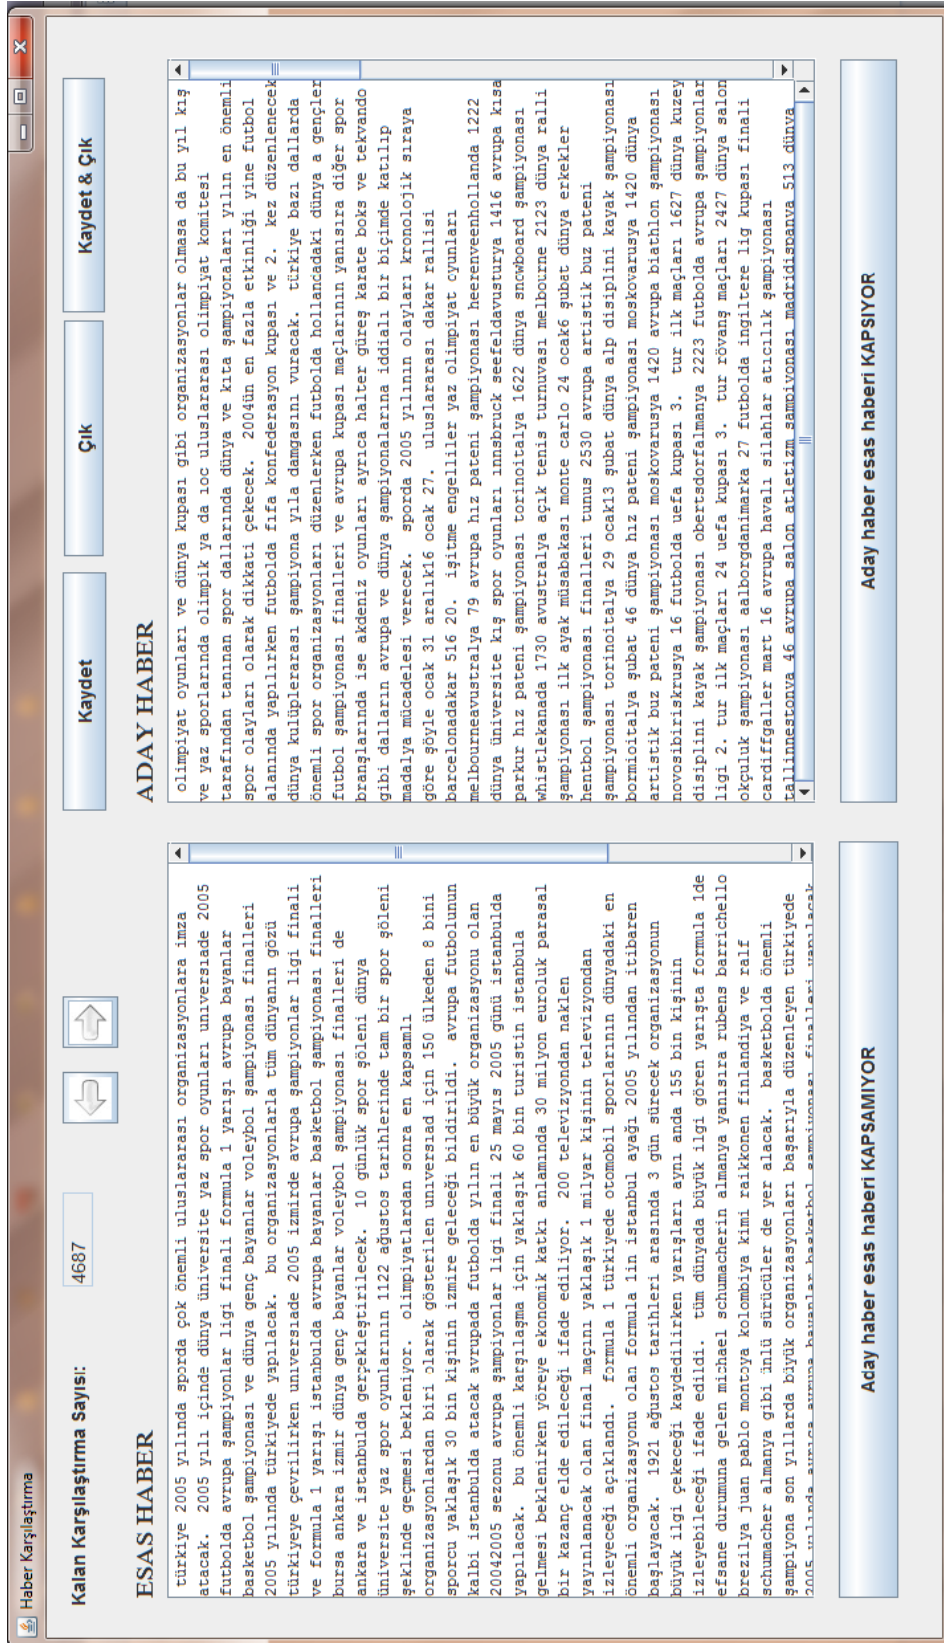 Haber Karşılaştırma
Kalan Karşılaştırma Sayısı:
4687
Kaydet
Çık
Kaydet & Çık
ESAS HABER
türkiye 2005 yılında sporda çok önemli uluslararası organizasyonlara imza
atacak.  2005 yılı içinde dünya üniversite yaz spor oyunları unıversıade 2005
futbolda avrupa şampiyonlar ligi finali formula 1 yarışı avrupa bayanlar
basketbol şampiyonası ve dünya genç bayanlar voleybol şampiyonası finalleri
2005 yılında türkiyede yapılacak.  bu organizasyonlarla tüm dünyanın gözü
türkiyeye çevrilirken unıversıade 2005 izmirde avrupa şampiyonlar ligi finali
ve formula 1 yarışı istanbulda avrupa bayanlar basketbol şampiyonası finalleri
bursa ankara izmir dünya genç bayanlar voleybol şampiyonası finalleri de
ankara ve istanbulda gerçekleştirilecek.  10 günlük spor şöleni dünya
üniversite yaz spor oyunlarının 1122 ağustos tarihlerinde tam bir spor şöleni
şeklinde geçmesi bekleniyor.  olimpiyatlardan sonra en kapsamlı
organizasyonlardan biri olarak gösterilen unıversıad için 150 ülkeden 8 bini
sporcu yaklaşık 30 bin kişinin izmire geleceği bildirildi.  avrupa futbolunun
kalbi istanbulda atacak avrupada futbolda yılın en büyük organizasyonu olan
20042005 sezonu avrupa şampiyonlar ligi finali 25 mayıs 2005 günü istanbulda
yapılacak.  bu önemli karşılaşma için yaklaşık 60 bin turistin istanbula
gelmesi beklenirken yöreye ekonomik katkı anlamında 30 milyon euroluk parasal
bir kazanç elde edileceği ifade ediliyor.  200 televizyondan naklen
yayınlanacak olan final maçını yaklaşık 1 milyar kişinin televizyondan
izleyeceği açıklandı.  formula 1 türkiyede otomobil sporlarının dünyadaki en
önemli organizasyonu olan formula 1in istanbul ayağı 2005 yılından itibaren
başlayacak.  1921 ağustos tarihleri arasında 3 gün sürecek organizasyonun
büyük ilgi çekeceği kaydedilirken yarışları aynı anda 155 bin kişinin
izleyebileceği ifade edildi.  tüm dünyada büyük ilgi gören yarışta formula 1de
efsane durumuna gelen michael schumacherin almanya yanısıra rubens barrichello
brezilya juan pablo montoya kolombiya kimi raikkonen finlandiya ve ralf
schumacher almanya gibi ünlü sürücüler de yer alacak.  basketbolda önemli
şampiyona son yıllarda büyük organizasyonları başarıyla düzenleyen türkiyede
2005 yılında ayrıca avrupa bayanlar basketbol şampiyonası finalleri yapılacak
ADAY HABER
olimpiyat oyunları ve dünya kupası gibi organizasyonlar olmasa da bu yıl kış
ve yaz sporlarında olimpik ya da ıoc uluslararası olimpiyat komitesi
tarafından tanınan spor dallarında dünya ve kıta şampiyonaları yılın en önemli
spor olayları olarak dikkati çekecek.  2004ün en fazla etkinliği yine futbol
alanında yapılırken futbolda fıfa konfederasyon kupası ve 2. kez düzenlenecek
dünya kulüplerarası şampiyona yıla damgasını vuracak.  türkiye bazı dallarda
önemli spor organizasyonları düzenlerken futbolda hollandadaki dünya a gençler
futbol şampiyonası finalleri ve avrupa kupası maçlarının yanısıra diğer spor
branşlarında ise akdeniz oyunları ayrıca halter güreş karate boks ve tekvando
gibi dalların avrupa ve dünya şampiyonalarına iddialı bir biçimde katılıp
madalya mücadelesi verecek.  sporda 2005 yılının olayları kronolojik sıraya
göre şöyle ocak 31 aralık16 ocak 27.  uluslararası dakar rallisi
barcelonadakar 516 20.  işitme engelliler yaz olimpiyat oyunları
melbourneavustralya 79 avrupa hız pateni şampiyonası heerenveenhollanda 1222
dünya üniversite kış spor oyunları ınnsbruck seefeldavusturya 1416 avrupa kısa
parkur hız pateni şampiyonası torinoitalya 1622 dünya snowboard şampiyonası
whistlekanada 1730 avustralya açık tenis turnuvası melbourne 2123 dünya ralli
şampiyonası ilk ayak müsabakası monte carlo 24 ocak6 şubat dünya erkekler
hentbol şampiyonası finalleri tunus 2530 avrupa artistik buz pateni
şampiyonası torinoitalya 29 ocak13 şubat dünya alp disiplini kayak şampiyonası
bormioitalya şubat 46 dünya hız pateni şampiyonası moskovarusya 1420 dünya
artistik buz pateni şampiyonası moskovarusya 1420 avrupa biathlon şampiyonası
novosibiriskrusya 16 futbolda uefa kupası 3.  tur ilk maçları 1627 dünya kuzey
disiplini kayak şampiyonası obertsdorfalmanya 2223 futbolda avrupa şampiyonlar
ligi 2. tur ilk maçları 24 uefa kupası 3.  tur rövanş maçları 2427 dünya salon
okçuluk şampiyonası aalborgdanimarka 27 futbolda ingiltere lig kupası finali
cardiffgaller mart 16 avrupa havalı silahlar atıcılık şampiyonası
tallinnestonya 46 avrupa salon atletizm şampiyonası madridispanya 513 dünya
Aday haber esas haberi KAPSAMIYOR
Aday haber esas haberi KAPSIYOR